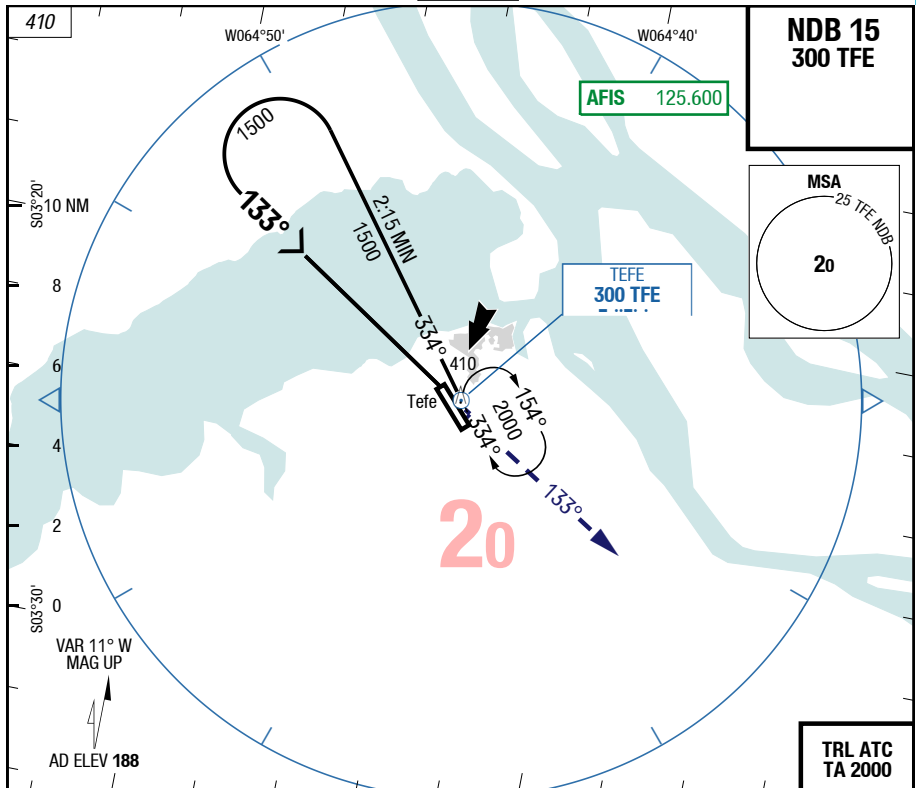 410
W064°50'
W064°40'
NDB 15
300 TFE
AFIS 125.600
1500
S03°20'
10 NM
133°
2:15 MIN
1500
MSA
25 TFE NDB
20
TEFE
300 TFE
8
334°
410
6
Tefe
154°
2000
334°
4
133°
2
20
S03°30'
0
VAR 11° W
MAG UP
AD ELEV 188
TRL ATC
TA 2000